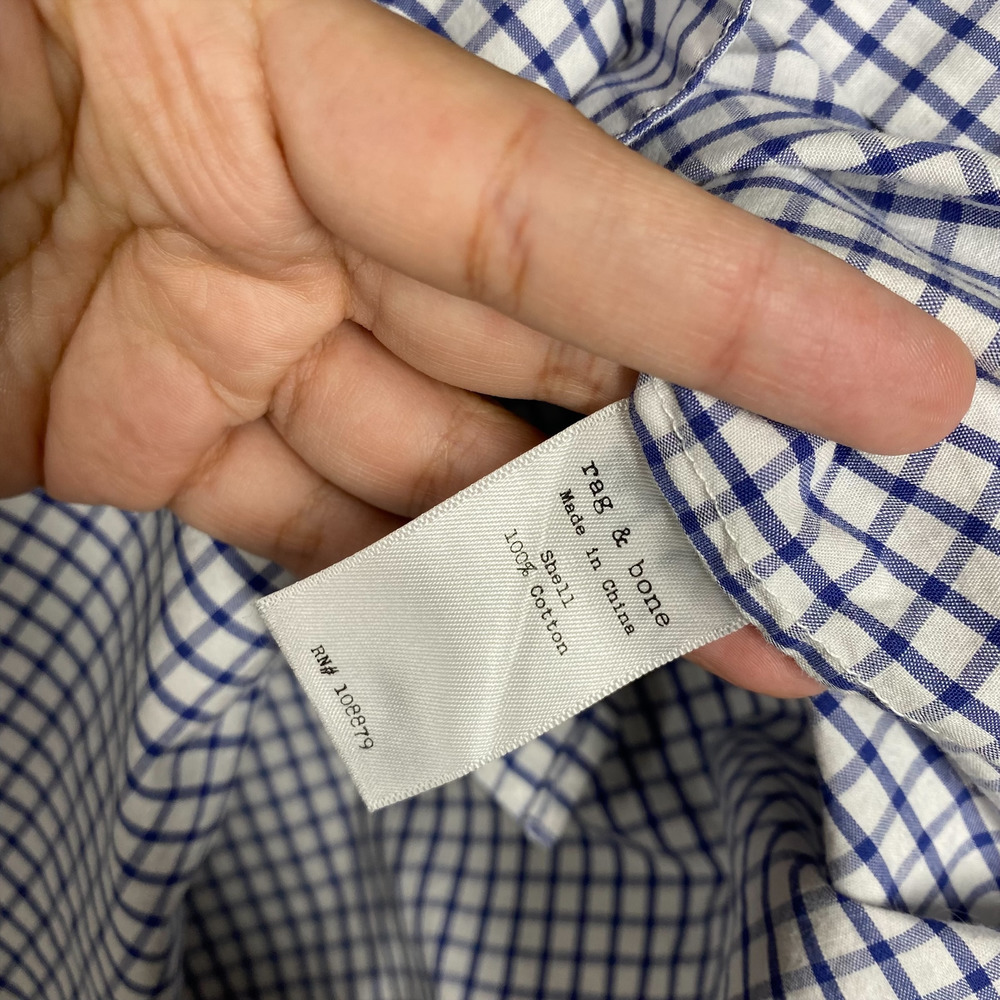 rag & bone
Made in China
Shell
100% Cotton
RN# 108879